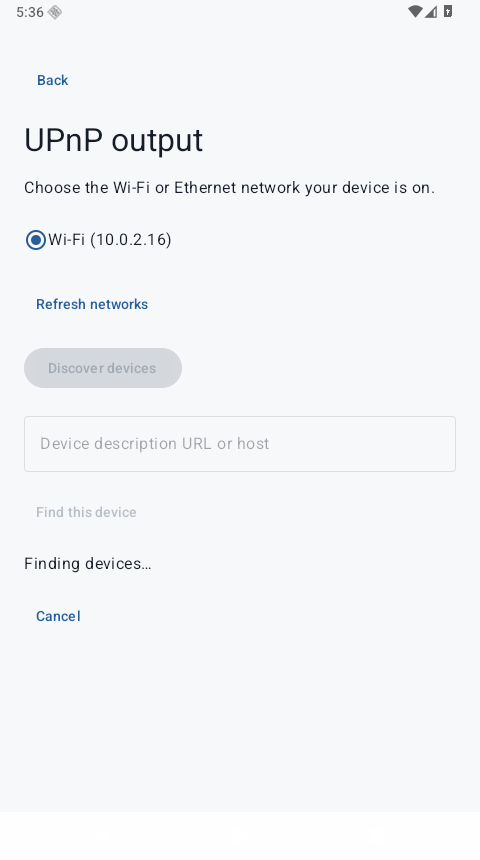 5:36
Back
UPnP output
Choose the Wi-Fi or Ethernet network your device is on.
Wi-Fi (10.0.2.16)
Refresh networks
Discover devices
Device description URL or host
Find this device
Finding devices…
Cancel